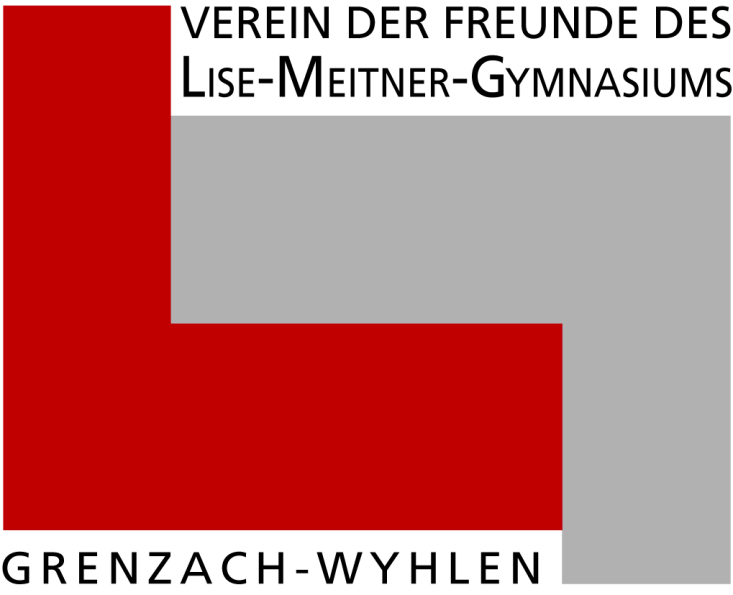 VEREIN DER FREUNDE DES
LISE-MEITNER-GYMNASIUMS
GRENZACH-WYHLEN